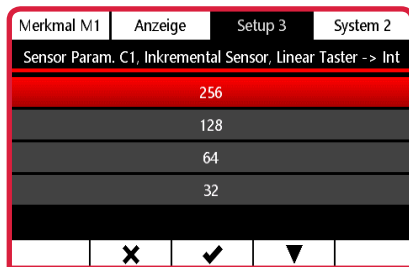 Merkmal M1 Anzeige Setup 3 System 2
Sensor Param. C1, Inkremental Sensor, Linear Taster -> Int
256
128
64
32